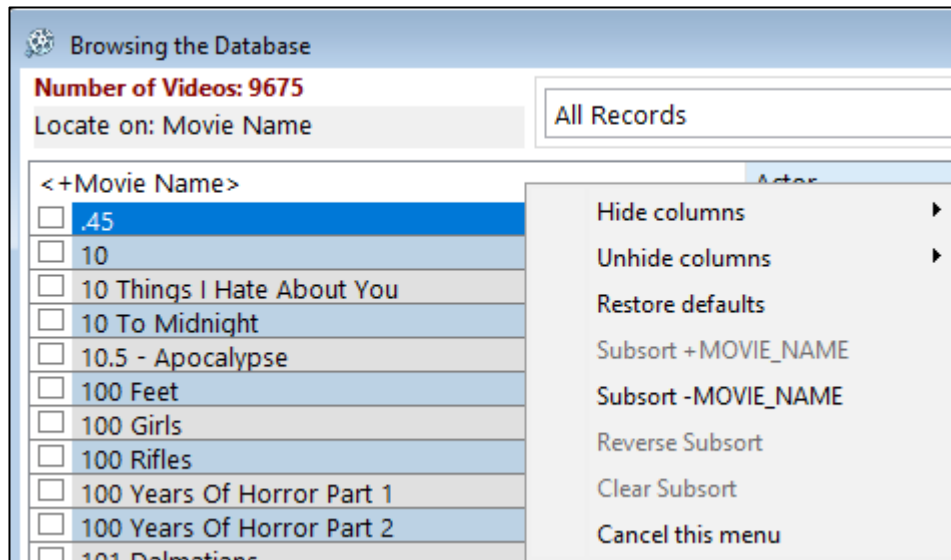 Browsing the Database
Number of Videos: 9675
Locate on: Movie Name
All Records
<+Movie Name>
Actor
.45
10
10 Things I Hate About You
10 To Midnight
10.5 - Apocalypse
100 Feet
100 Girls
100 Rifles
100 Years Of Horror Part 1
100 Years Of Horror Part 2
101 Dalmatians
Hide columns
Unhide columns
Restore defaults
Subsort +MOVIE_NAME
Subsort -MOVIE_NAME
Reverse Subsort
Clear Subsort
Cancel this menu